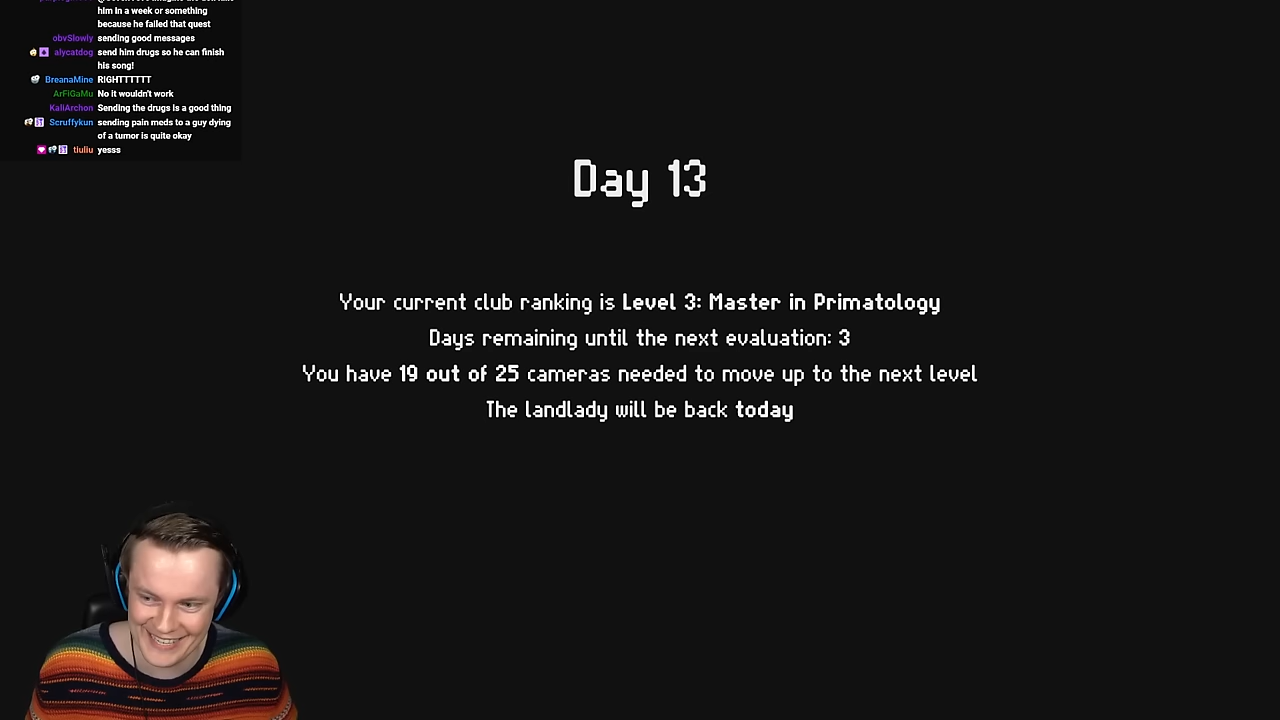 him in a week or something
because he failed that quest
obvSlowly sending good messages
alycatdog send him drugs so he can finish
his song!
BreanaMine RIGHTTTTTT
ArFiGaMu No it wouldn't work
KaliArchon Sending the drugs is a good thing
Scruffykun sending pain meds to a guy dying
of a tumor is quite okay
tiuliu yesss
Day 13
Your current club ranking is Level 3: Master in Primatology
Days remaining until the next evaluation: 3
You have 19 out of 25 cameras needed to move up to the next level
The landlady will be back today